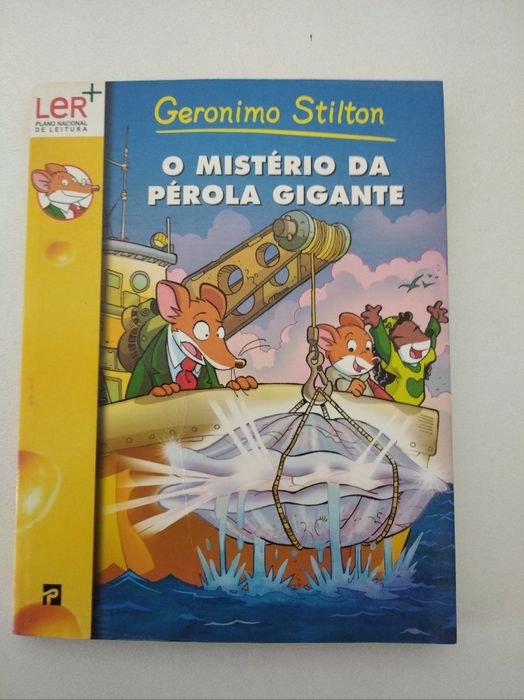 LeR+
PLANO NACIONAL
DE LEITURA
Geronimo Stilton
O MISTÉRIO DA
PÉROLA GIGANTE
P